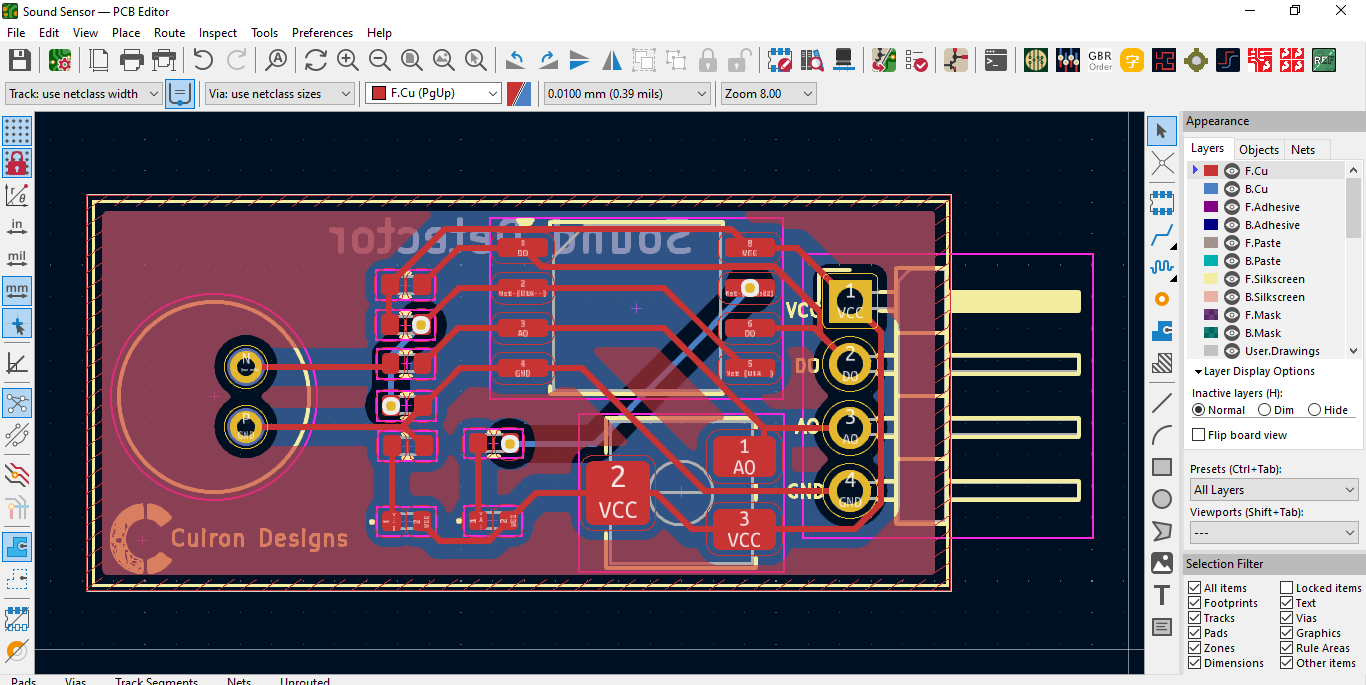 Sound Sensor — PCB Editor
File Edit View Place Route Inspect Tools Preferences Help
GBR
Order
Track: use netclass width
Via: use netclass sizes
F.Cu (PgUp)
0.0100 mm (0.39 mils)
Zoom 8.00
in
mil
mm
Sound Detector
1
DO
2
3
AO
4
GND
8
VCC
6
DO
5
VCC
DO
AO
GND
1
VCC
2
DO
3
AO
4
GND
N
P
GND
2
VCC
1
AO
3
VCC
Cuiron Designs
Appearance
Layers Objects Nets
F.Cu
B.Cu
F.Adhesive
B.Adhesive
F.Paste
B.Paste
F.Silkscreen
B.Silkscreen
F.Mask
B.Mask
User.Drawings
Layer Display Options
Inactive layers (H):
Normal Dim Hide
Flip board view
Presets (Ctrl+Tab):
All Layers
Viewports (Shift+Tab):
---
Selection Filter
All items Locked items
Footprints Text
Tracks Vias
Pads Graphics
Zones Rule Areas
Dimensions Other items
Pads Vias Track Segments Nets Unrouted